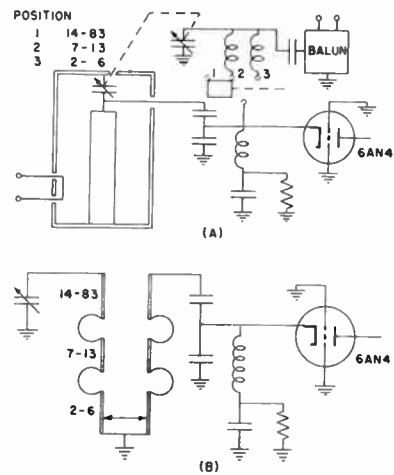 POSITION
1 14-83
2 7-13
3 2-6
1 2 3
BALUN
6AN4
(A)
14-83
7-13
2-6
6AN4
(B)